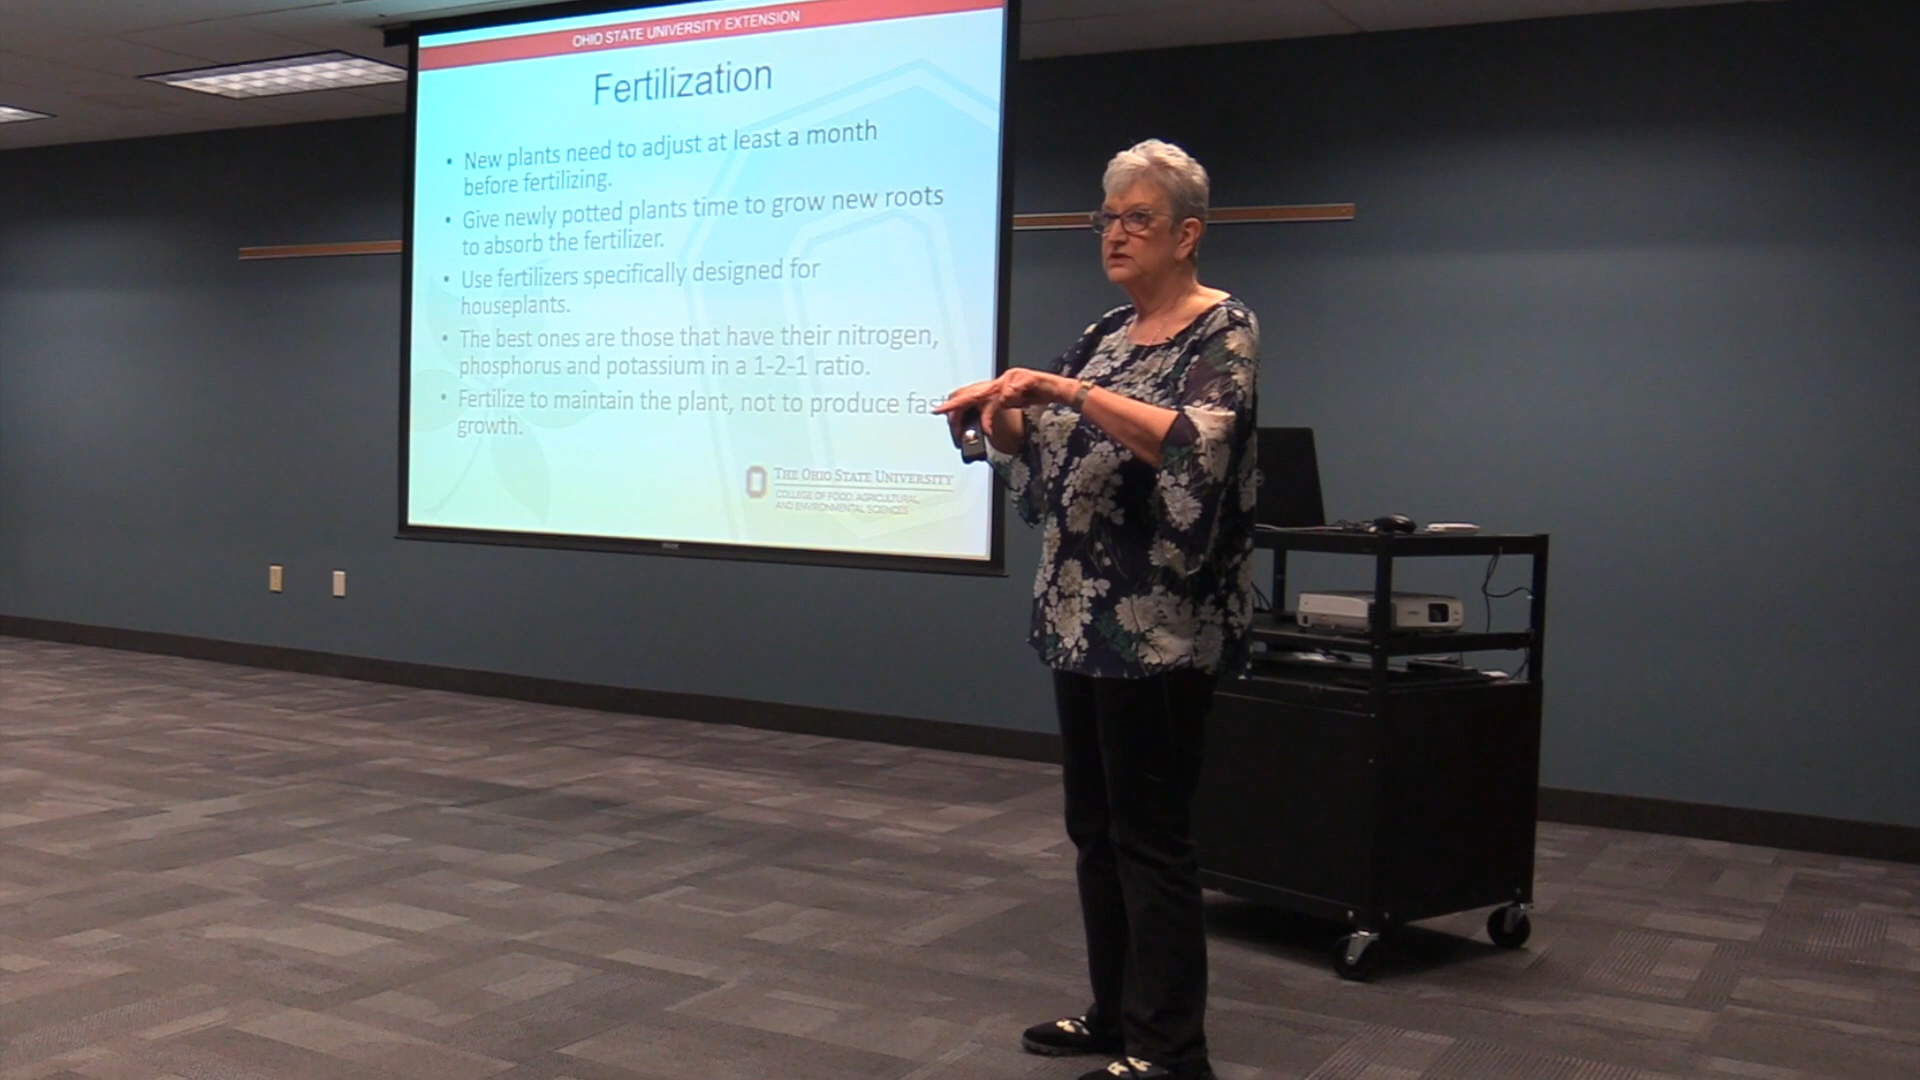 OHIO STATE UNIVERSITY EXTENSION
Fertilization
• New plants need to adjust at least a month
before fertilizing.
• Give newly potted plants time to grow new roots
to absorb the fertilizer.
• Use fertilizers specifically designed for
houseplants.
• The best ones are those that have their nitrogen,
phosphorus and potassium in a 1-2-1 ratio.
• Fertilize to maintain the plant, not to produce fast
growth.
THE OHIO STATE UNIVERSITY
COLLEGE OF FOOD, AGRICULTURAL,
AND ENVIRONMENTAL SCIENCES